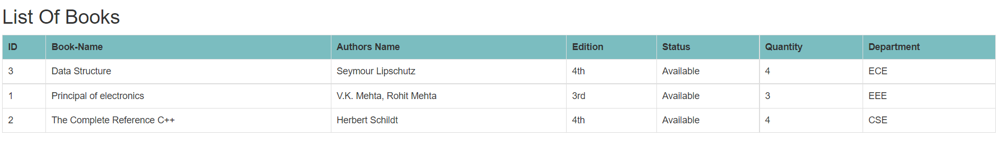 List Of Books
ID Book-Name Authors Name Edition Status Quantity Department
3 Data Structure Seymour Lipschutz 4th Available 4 ECE
1 Principal of electronics V.K. Mehta, Rohit Mehta 3rd Available 3 EEE
2 The Complete Reference C++ Herbert Schildt 4th Available 4 CSE